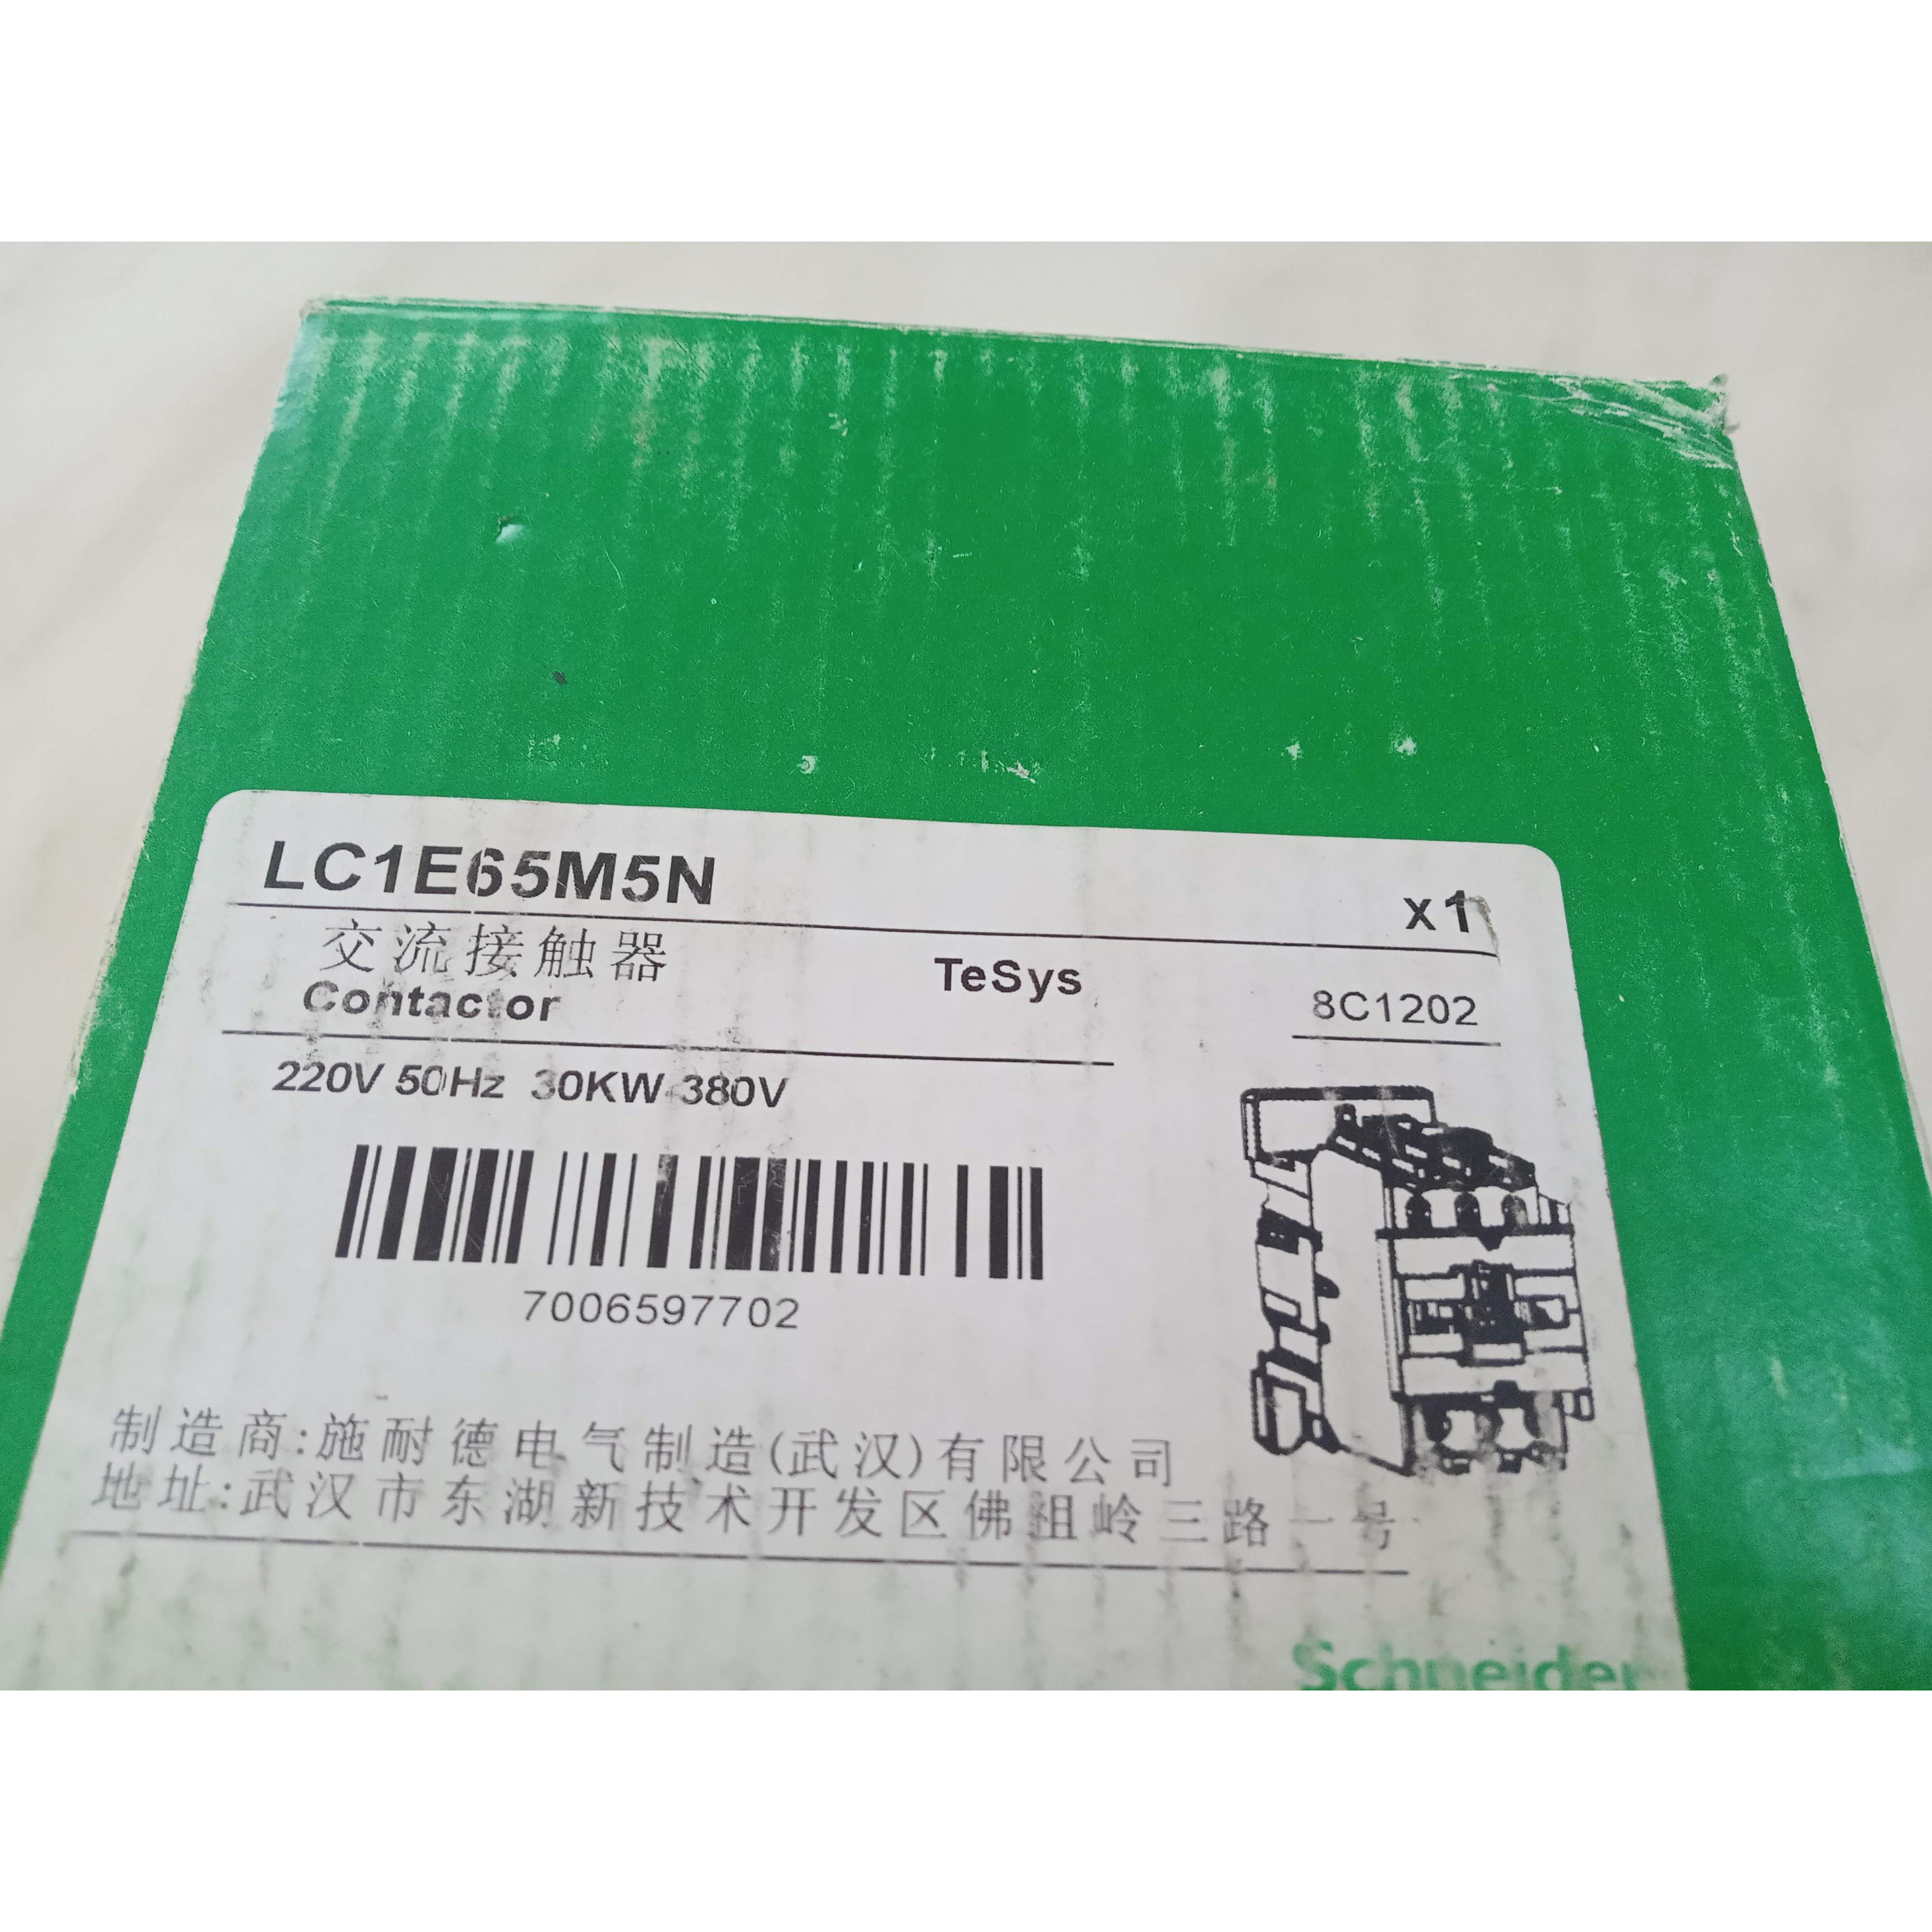 LC1E65M5N
x1
交流接触器
Contactor
TeSys
8C1202
220V 50Hz 30KW 380V
7006597702
制造商:施耐德电气制造(武汉)有限公司
地址:武汉市东湖新技术开发区佛祖岭三路一号
Schneider